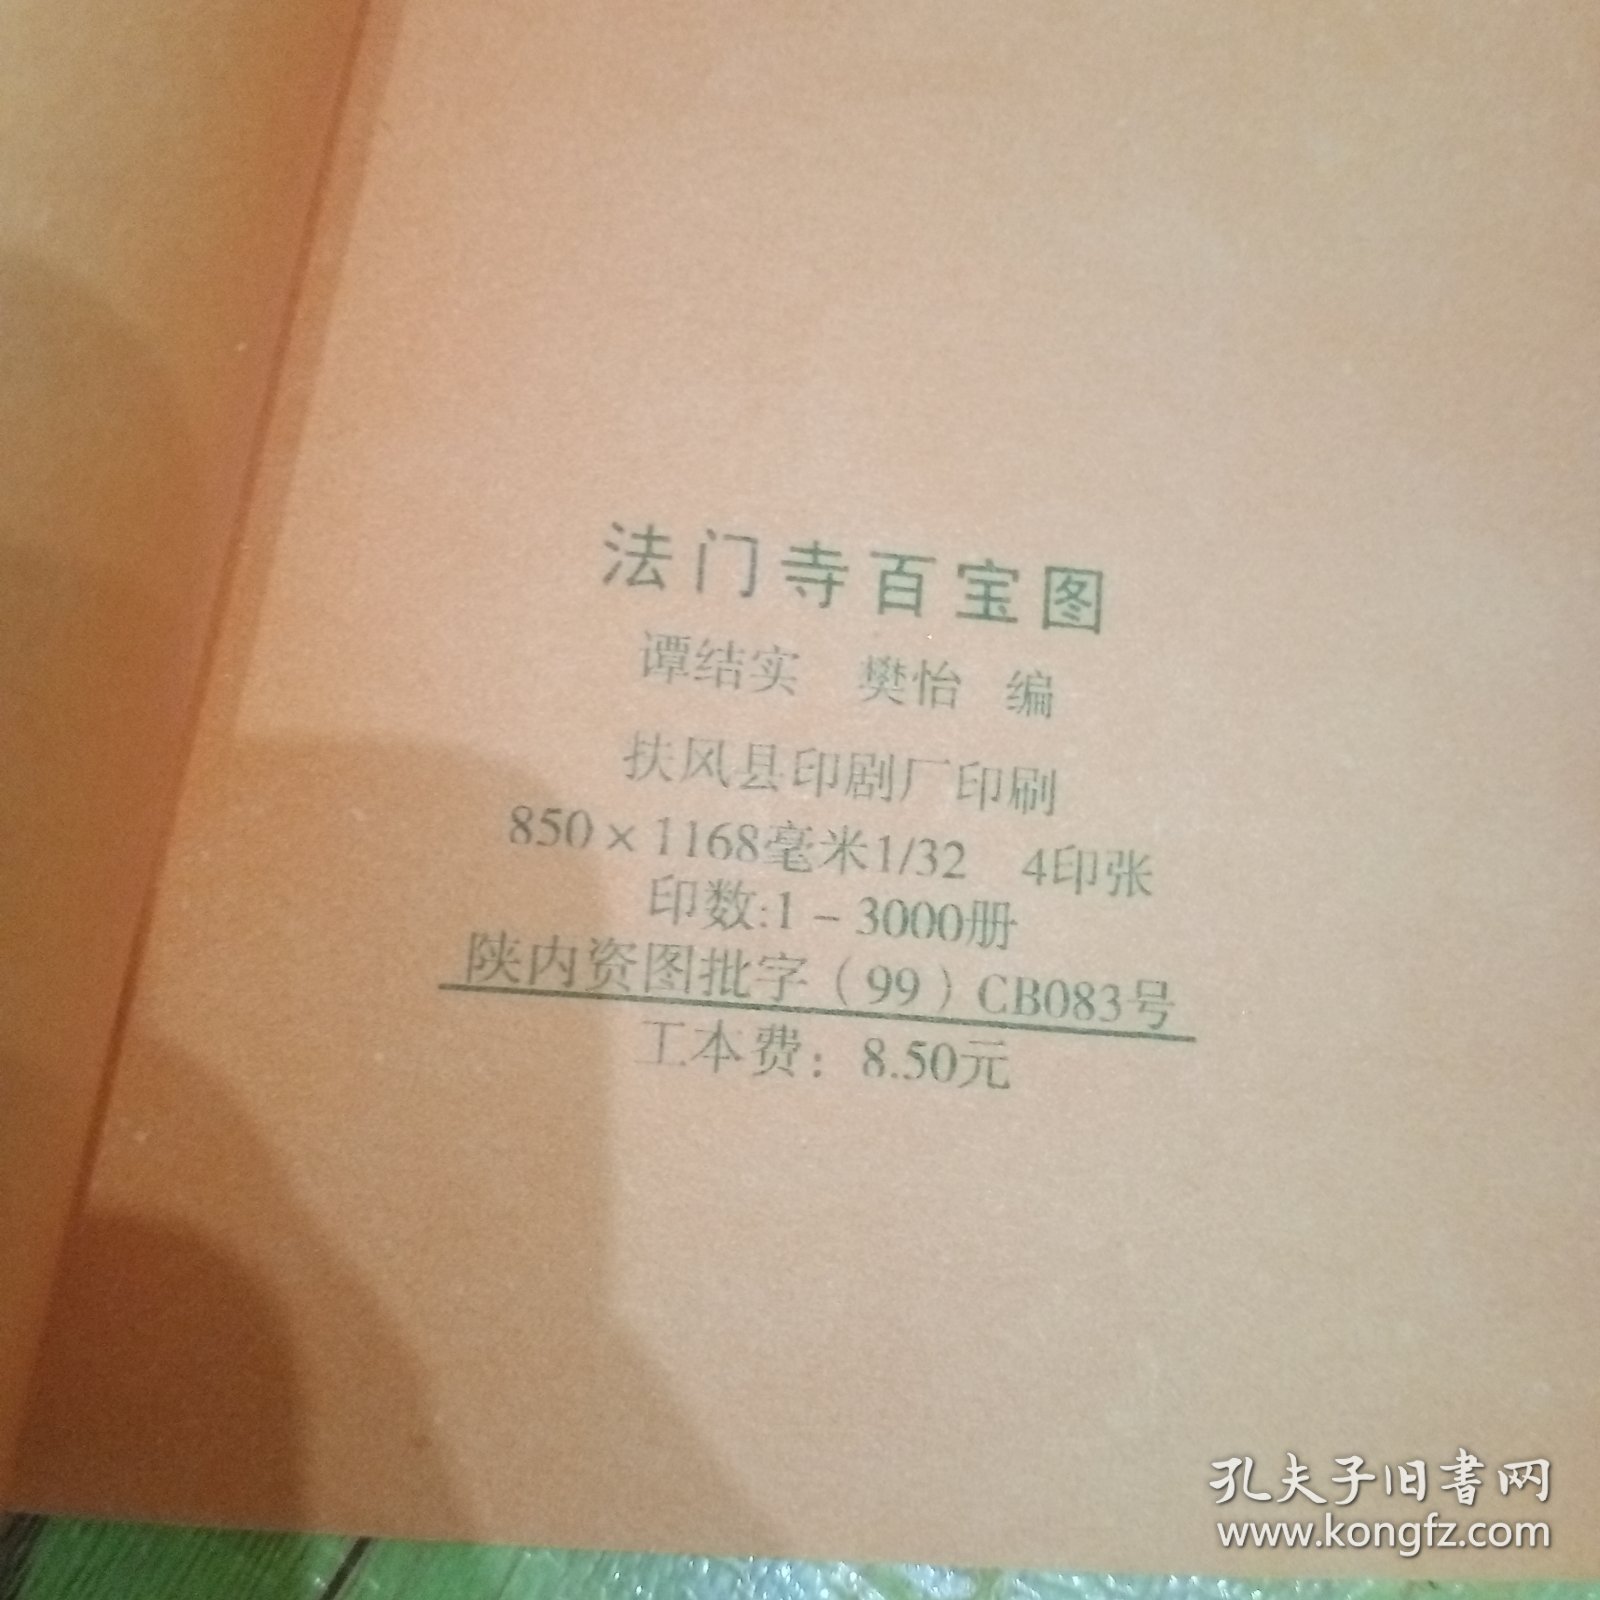 法门寺百宝图
谭结实 樊怡 编
扶风县印剧厂印刷
850×1168毫米1/32 4印张
印数:1-3000册
陕内资图批字(99)CB083号
工本费:8.50元
孔夫子旧书网
www.kongfz.com